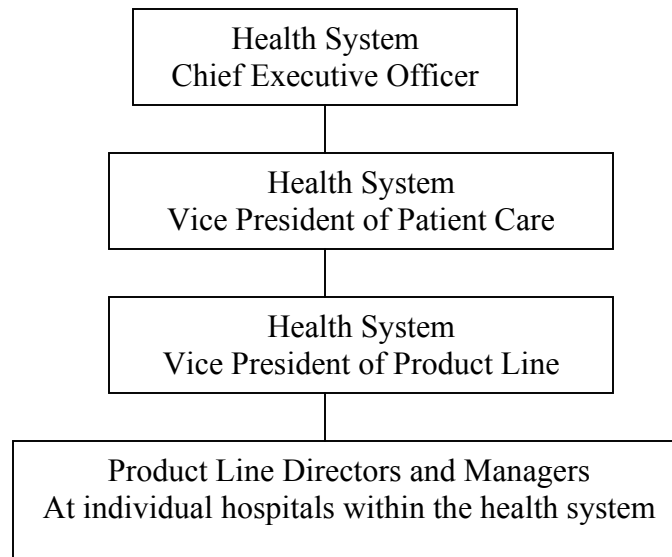 Health System
Chief Executive Officer
Health System
Vice President of Patient Care
Health System
Vice President of Product Line
Product Line Directors and Managers
At individual hospitals within the health system